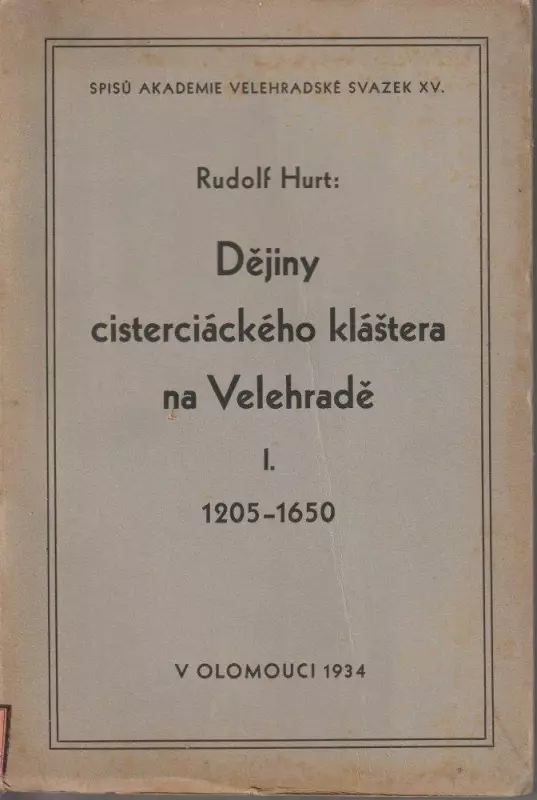 SPISŮ AKADEMIE VELEHRADSKÉ SVAZEK XV.
Rudolf Hurt:
Dějiny
cisterciáckého kláštera
na Velehradě
I.
1205-1650
V OLOMOUCI 1934